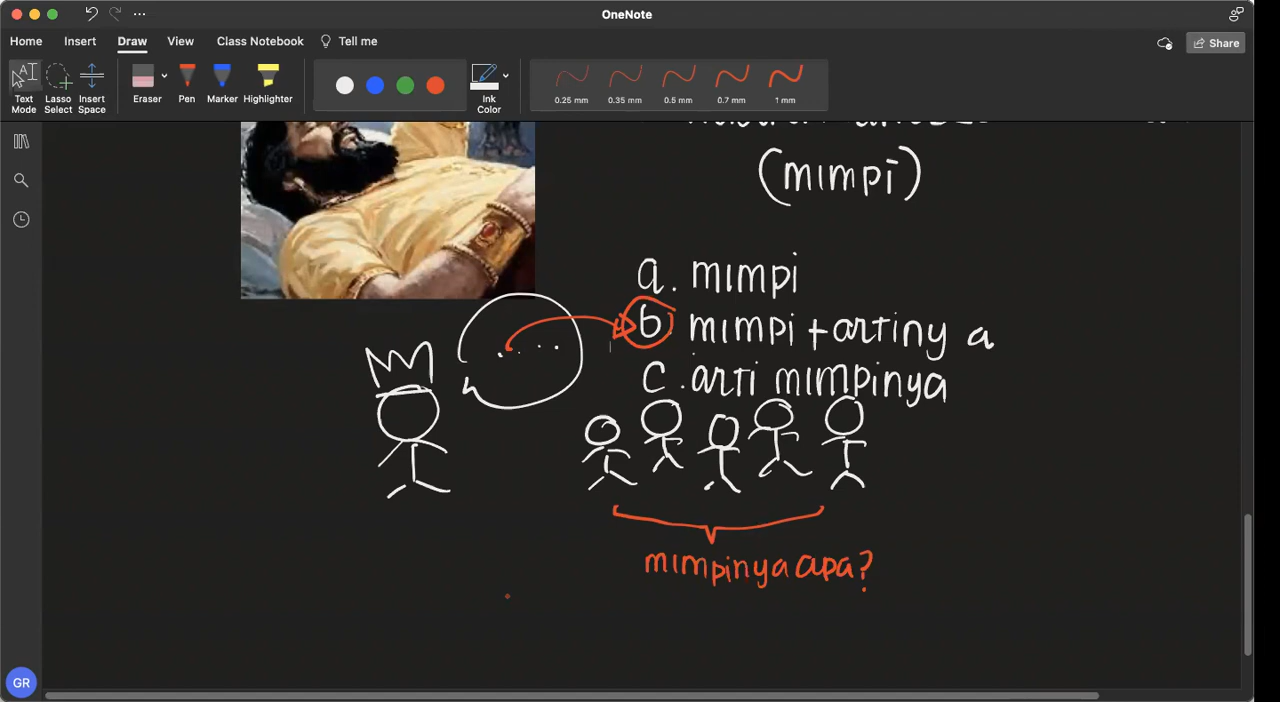 OneNote
Home Insert Draw View Class Notebook Tell me
Share
Text Mode
Lasso Select
Insert Space
Eraser
Pen
Marker
Highlighter
Ink Color
0.25 mm
0.35 mm
0.5 mm
0.7 mm
1 mm
(mimpi)
a. mimpi
b. mimpi + artinya
c. arti mimpinya
mimpinya apa?
GR